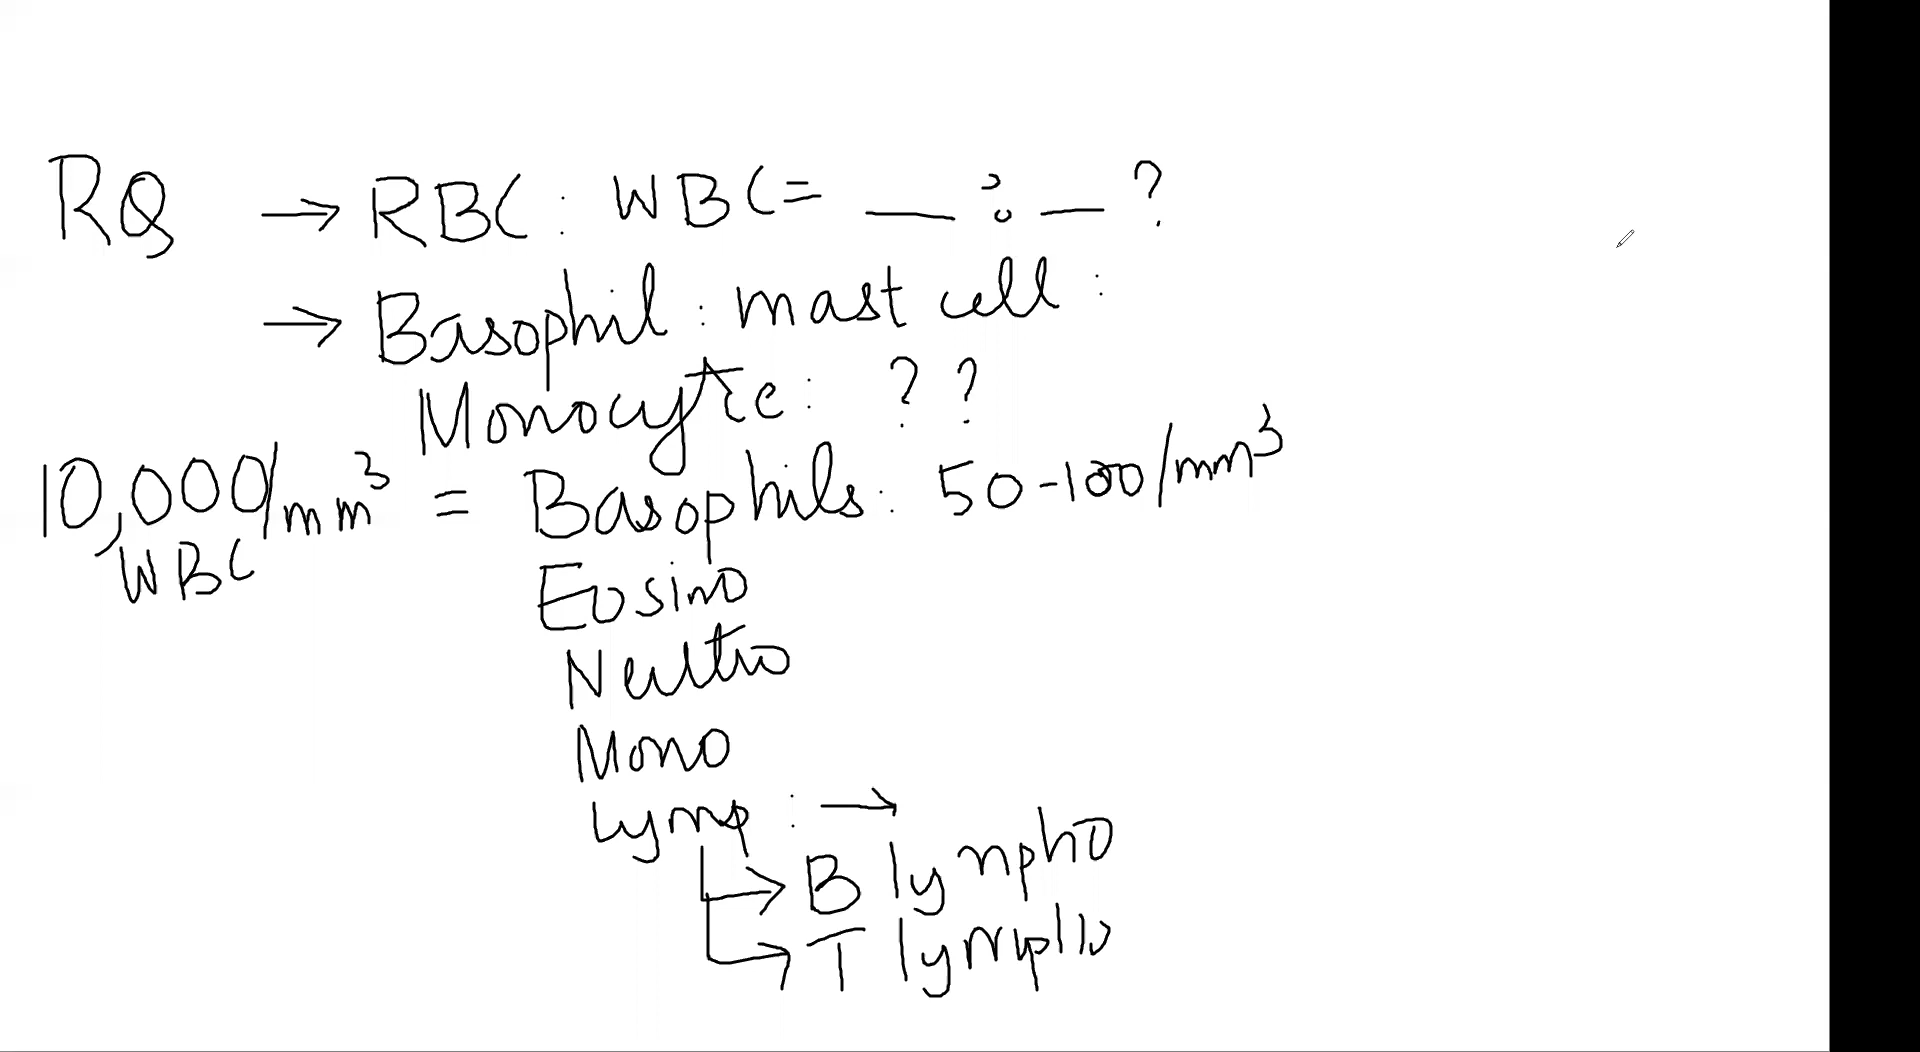 RQ → RBC : WBC = __ : __ ?
→ Basophil : mast cell :
Monocyte : ? ?
10,000/mm³ = Basophils : 50-100/mm³
WBC
Eosino
Neutro
Mono
Lymp : →
→ B lympho
→ T lympho